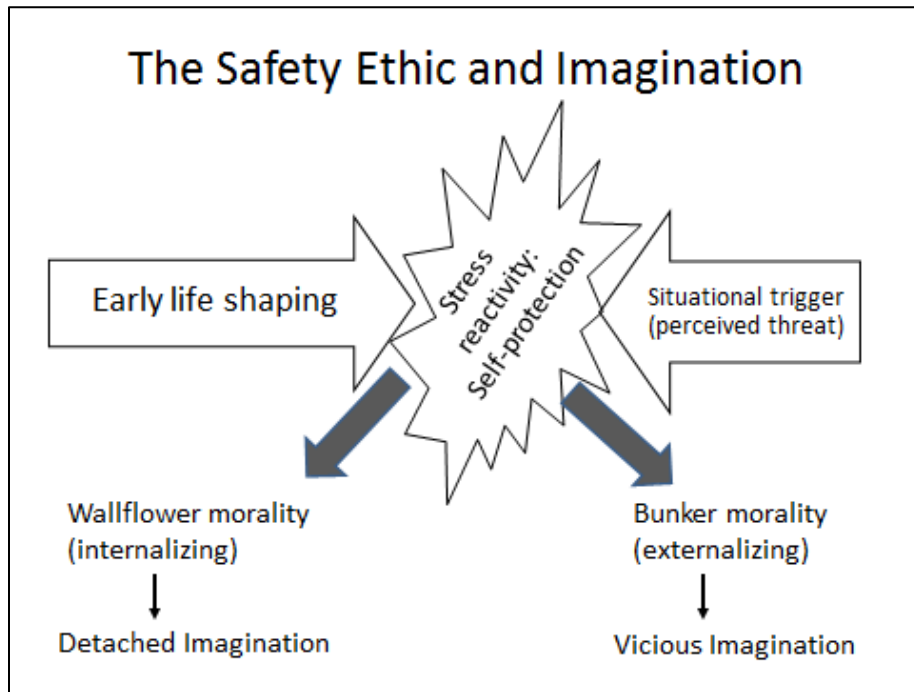 The Safety Ethic and Imagination
Early life shaping
Stress
reactivity:
Self-protection
Situational trigger
(perceived threat)
Wallflower morality
(internalizing)
Bunker morality
(externalizing)
Detached Imagination
Vicious Imagination